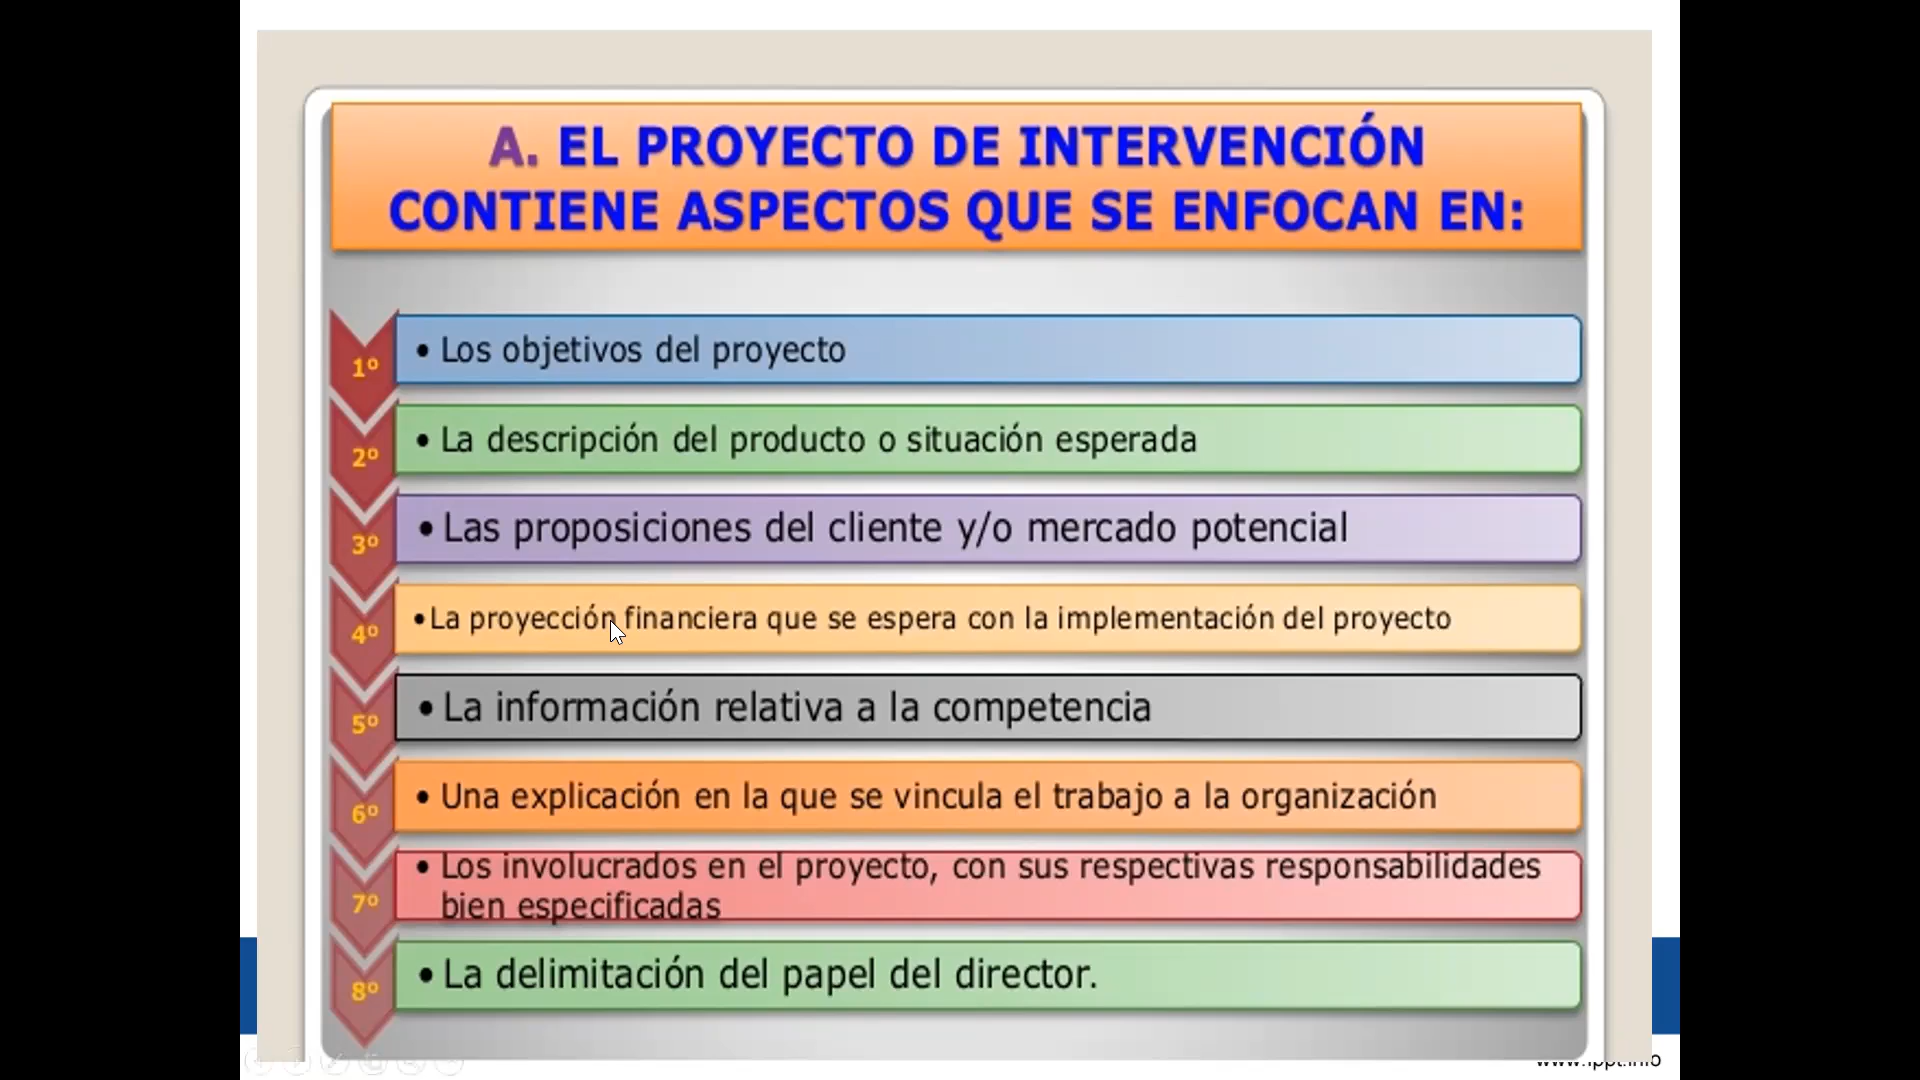 A. EL PROYECTO DE INTERVENCIÓN
CONTIENE ASPECTOS QUE SE ENFOCAN EN:
1º
• Los objetivos del proyecto
2º
• La descripción del producto o situación esperada
3º
• Las proposiciones del cliente y/o mercado potencial
4º
• La proyección financiera que se espera con la implementación del proyecto
5º
• La información relativa a la competencia
6º
• Una explicación en la que se vincula el trabajo a la organización
7º
• Los involucrados en el proyecto, con sus respectivas responsabilidades
bien especificadas
8º
• La delimitación del papel del director.